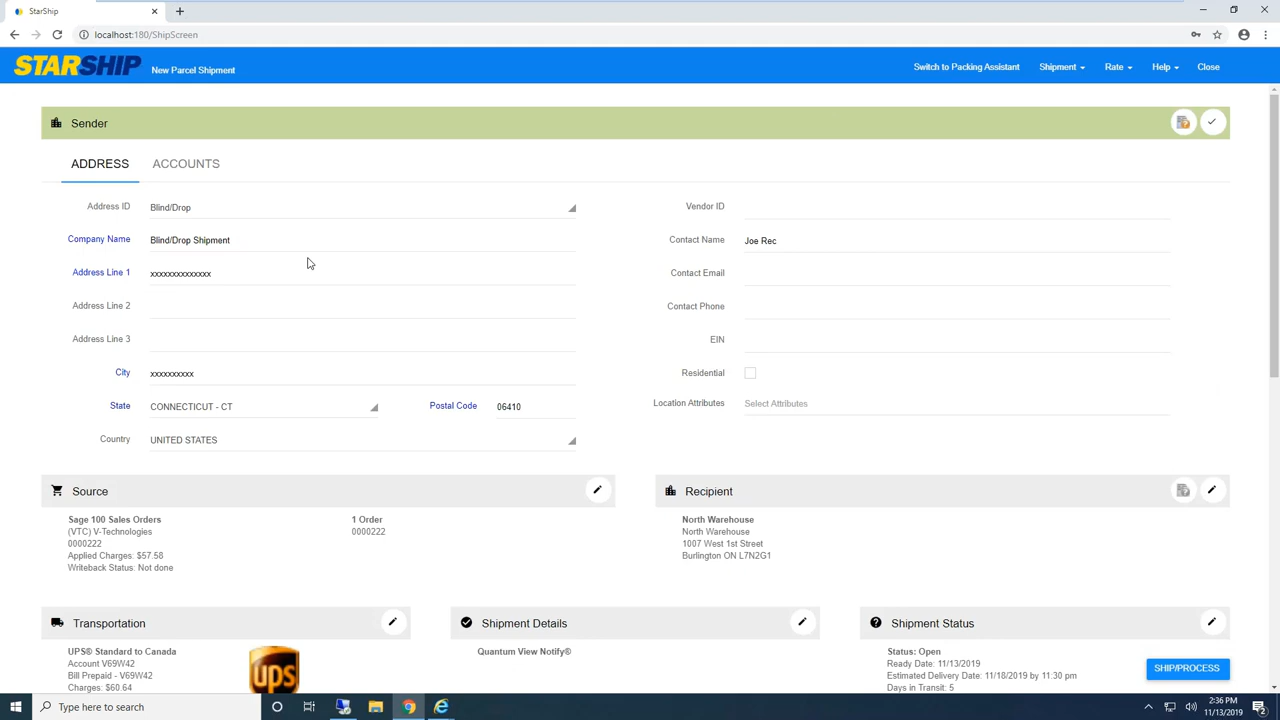 StarShip
localhost:180/ShipScreen
STARSHIP New Parcel Shipment Switch to Packing Assistant Shipment Rate Help Close
Sender
ADDRESS ACCOUNTS
Address ID Blind/Drop Vendor ID
Company Name Blind/Drop Shipment Contact Name Joe Rec
Address Line 1 xxxxxxxxxxxxxx Contact Email
Address Line 2 Contact Phone
Address Line 3 EIN
City xxxxxxxxxx Residential
State CONNECTICUT - CT Postal Code 06410 Location Attributes Select Attributes
Country UNITED STATES
Source
Sage 100 Sales Orders 1 Order
(VTC) V-Technologies 0000222
0000222
Applied Charges: $57.58
Writeback Status: Not done
Recipient
North Warehouse
North Warehouse
1007 West 1st Street
Burlington ON L7N2G1
Transportation
UPS® Standard to Canada
Account V69W42
Bill Prepaid - V69W42
Charges: $60.64
ups
Shipment Details
Quantum View Notify®
Shipment Status
Status: Open
Ready Date: 11/13/2019
Estimated Delivery Date: 11/18/2019 by 11:30 pm
Days in Transit: 5
SHIP/PROCESS
Type here to search
2:36 PM
11/13/2019
2